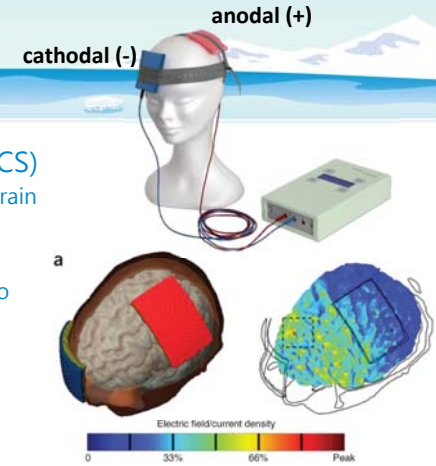 anodal (+)
cathodal (-)
CS)
rain
o
a
Electric field/current density
0 33% 66% Peak